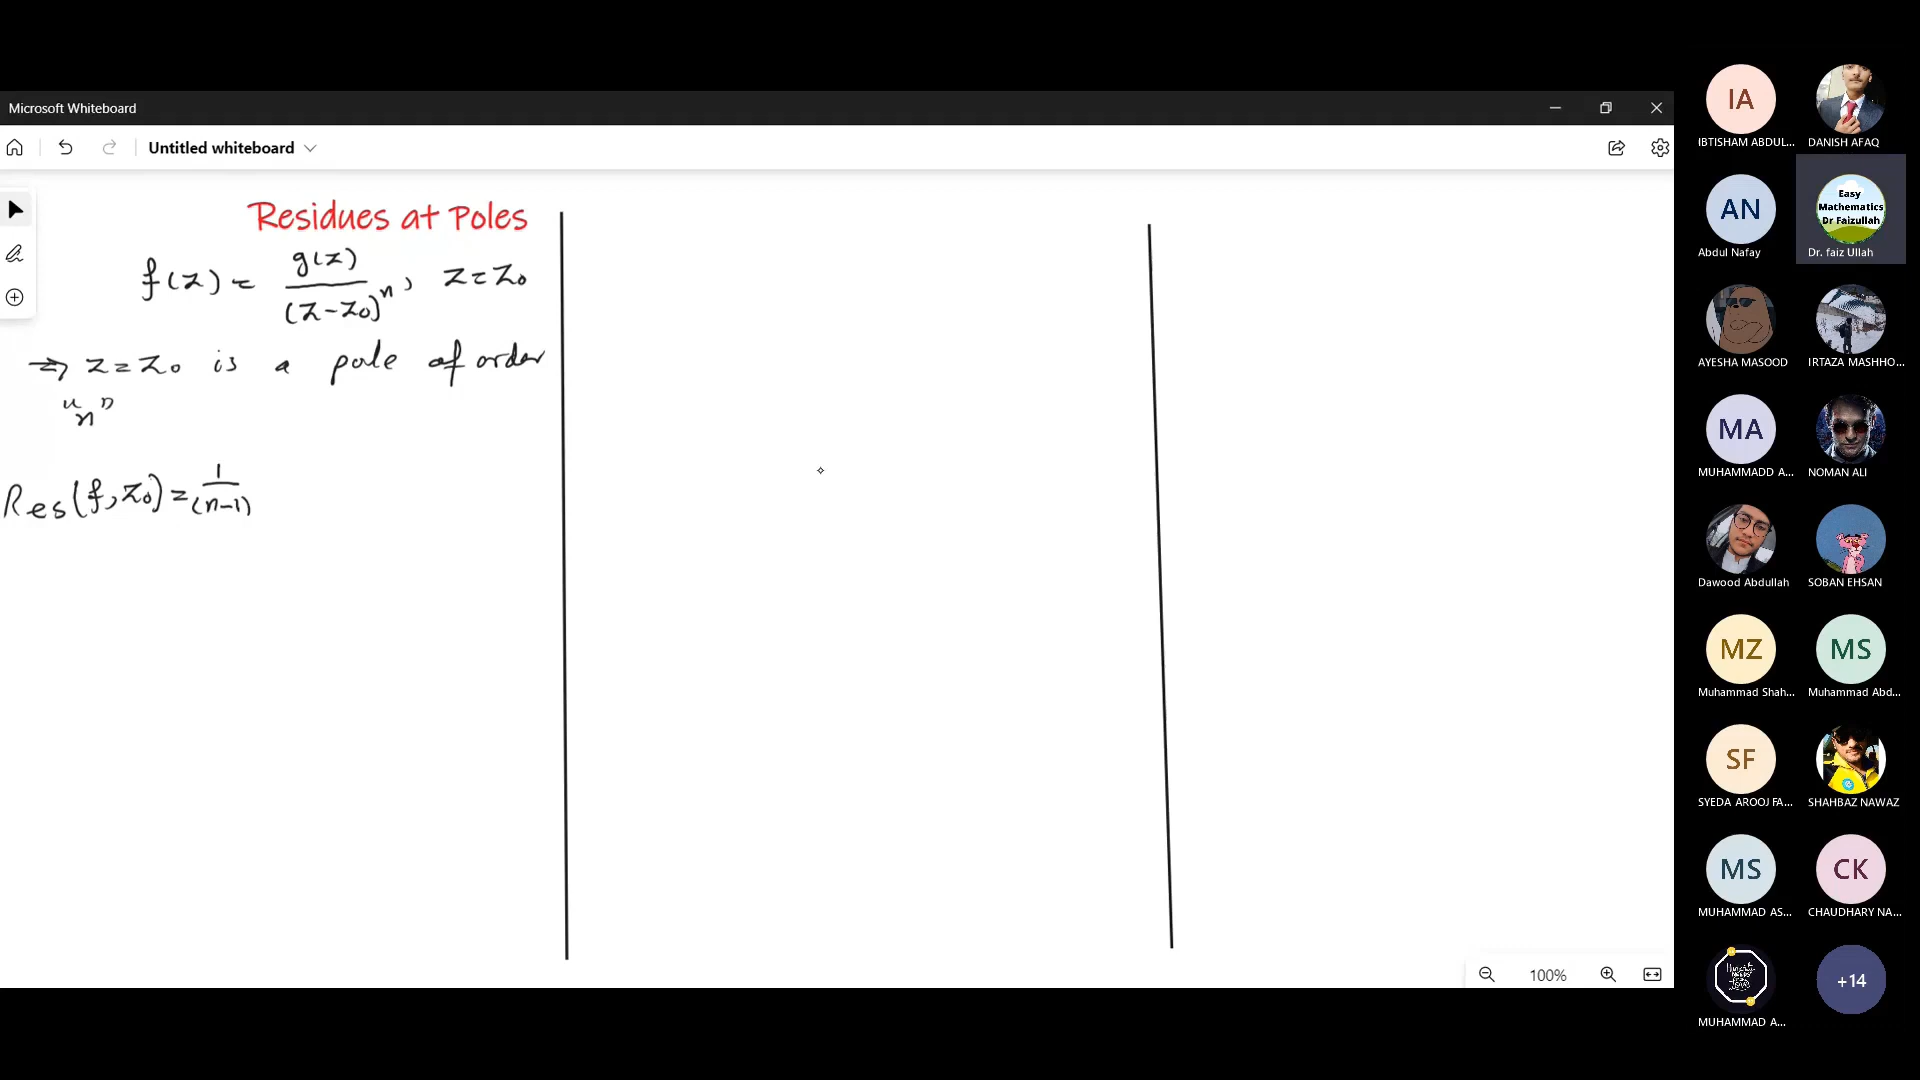 Microsoft Whiteboard
Untitled whiteboard
Residues at Poles
f(z) = g(z)/(z-z₀)ⁿ, z=z₀
⇒ z=z₀ is a pole of order
"n"
Res(f,z₀) = 1/(n-1)
100%
IBTISHAM ABDUL...
DANISH AFAQ
IA
AN
Abdul Nafay
Easy
Mathematics
Dr Faizullah
Dr. faiz Ullah
AYESHA MASOOD
IRTAZA MASHHO...
MA
MUHAMMADD A...
NOMAN ALI
Dawood Abdullah
SOBAN EHSAN
MZ
Muhammad Shah...
MS
Muhammad Abd...
SF
SYEDA AROOJ FA...
SHAHBAZ NAWAZ
MS
MUHAMMAD AS...
CK
CHAUDHARY NA...
MUHAMMAD A...
+14